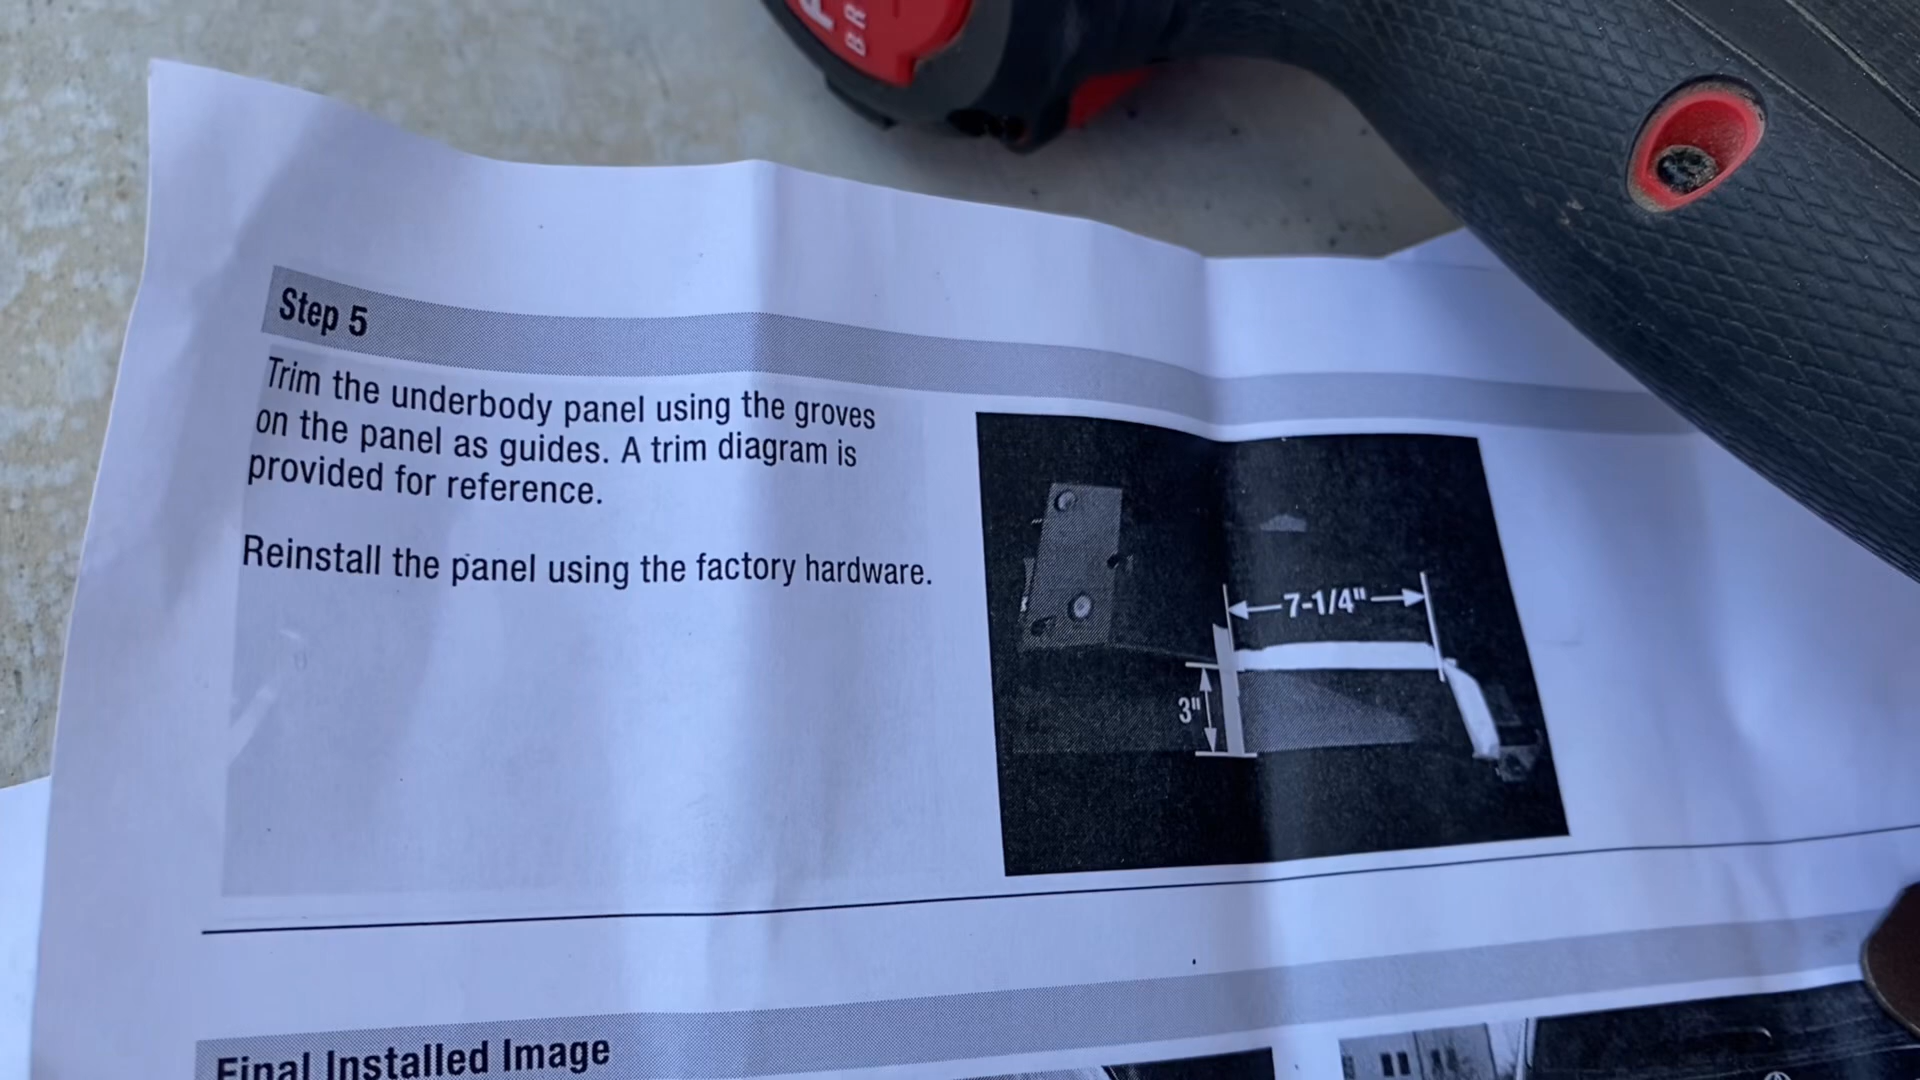 BR
Step 5
Trim the underbody panel using the groves
on the panel as guides. A trim diagram is
provided for reference.
Reinstall the panel using the factory hardware.
7-1/4"
3"
Final Installed Image